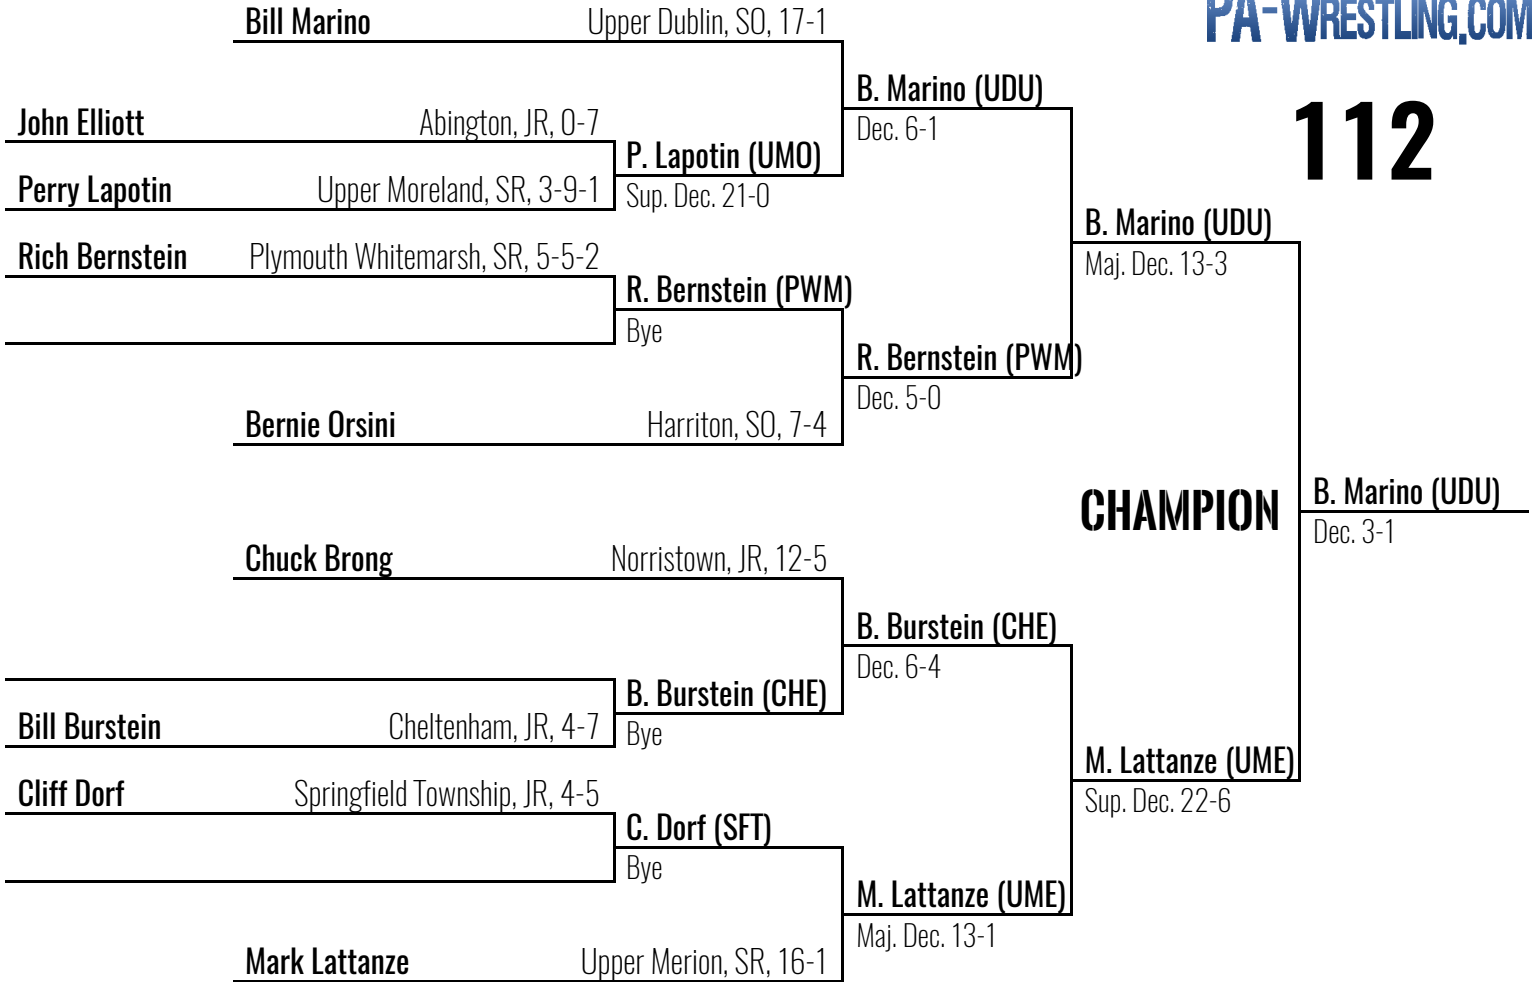 PA-WRESTLING.COM
112
Bill Marino Upper Dublin, SO, 17-1
B. Marino (UDU)
Dec. 6-1
John Elliott Abington, JR, 0-7
P. Lapotin (UMO)
Sup. Dec. 21-0
Perry Lapotin Upper Moreland, SR, 3-9-1
B. Marino (UDU)
Maj. Dec. 13-3
Rich Bernstein Plymouth Whitemarsh, SR, 5-5-2
R. Bernstein (PWM)
Bye
R. Bernstein (PWM)
Dec. 5-0
Bernie Orsini Harriton, SO, 7-4
CHAMPION
B. Marino (UDU)
Dec. 3-1
Chuck Brong Norristown, JR, 12-5
B. Burstein (CHE)
Dec. 6-4
B. Burstein (CHE)
Bye
Bill Burstein Cheltenham, JR, 4-7
M. Lattanze (UME)
Sup. Dec. 22-6
Cliff Dorf Springfield Township, JR, 4-5
C. Dorf (SFT)
Bye
M. Lattanze (UME)
Maj. Dec. 13-1
Mark Lattanze Upper Merion, SR, 16-1